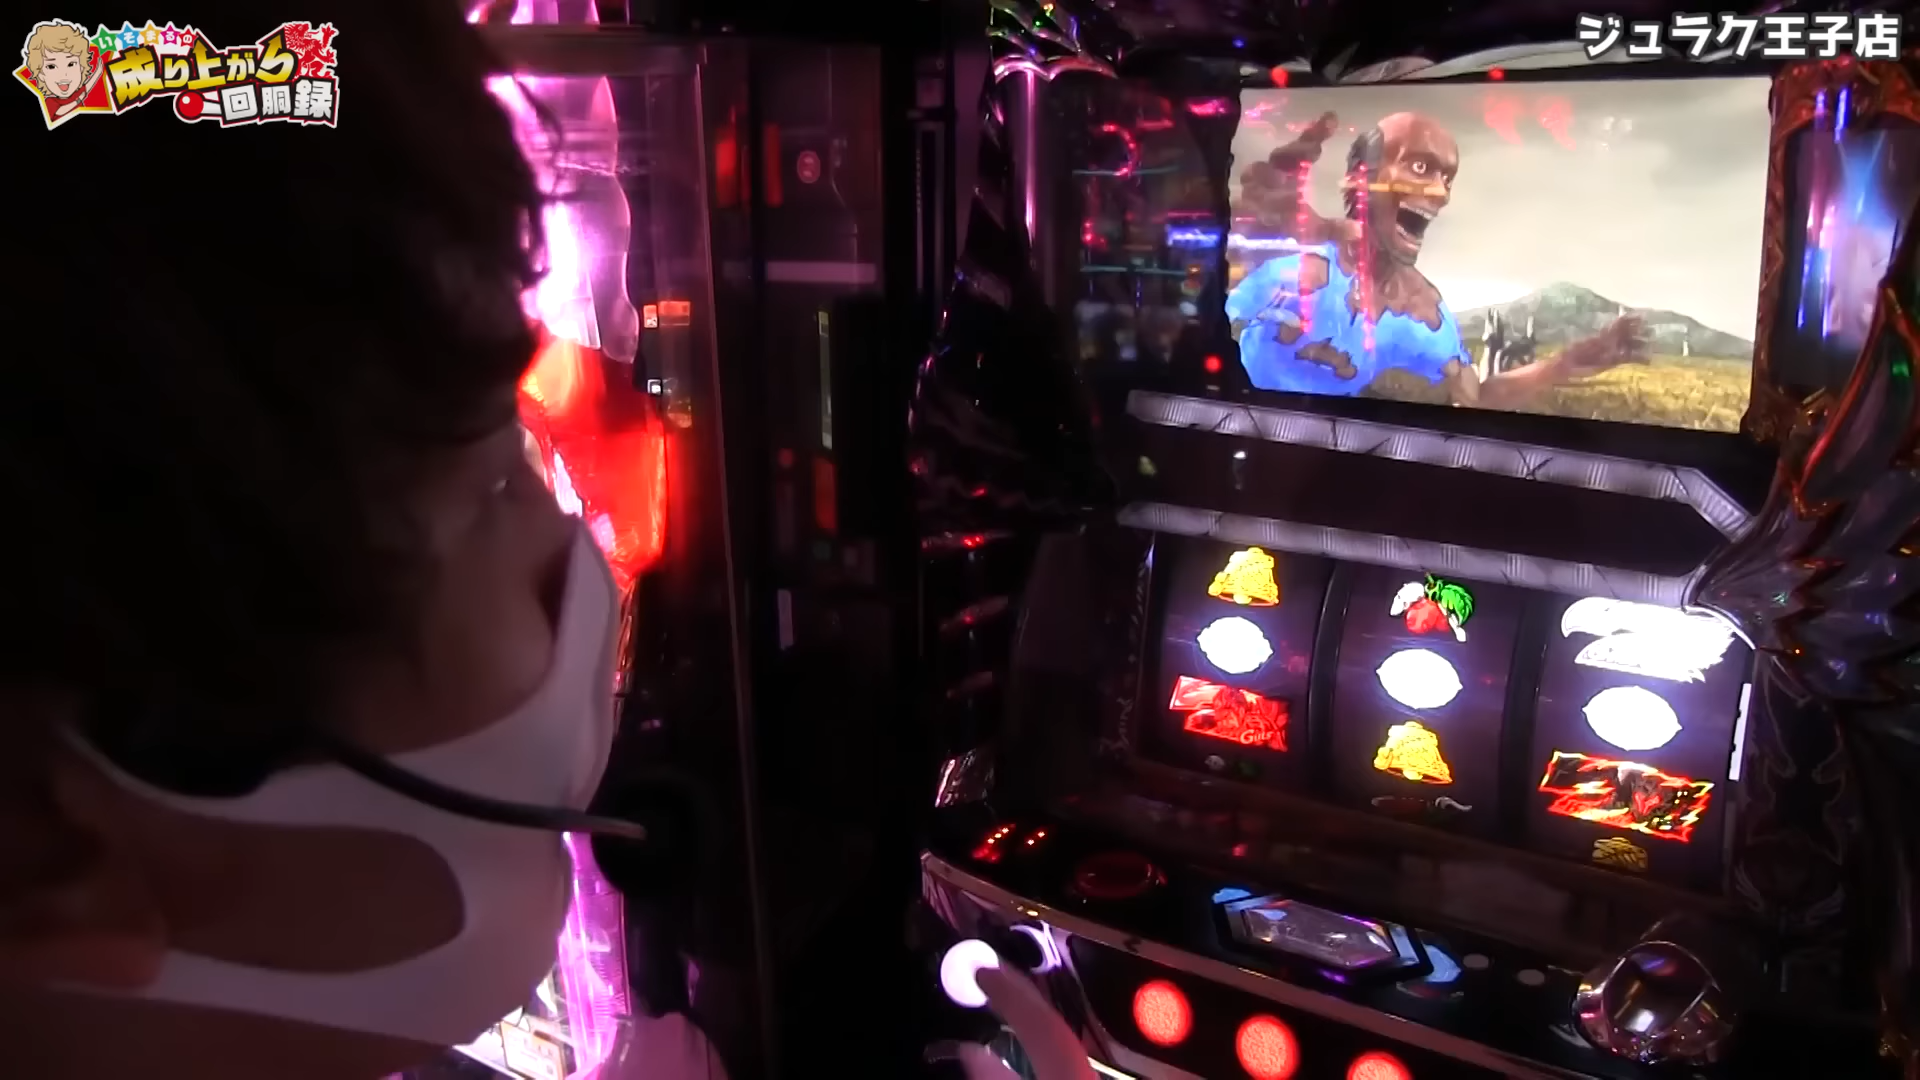 いそまるの
成り上がり
回胴録
ジュラク王子店